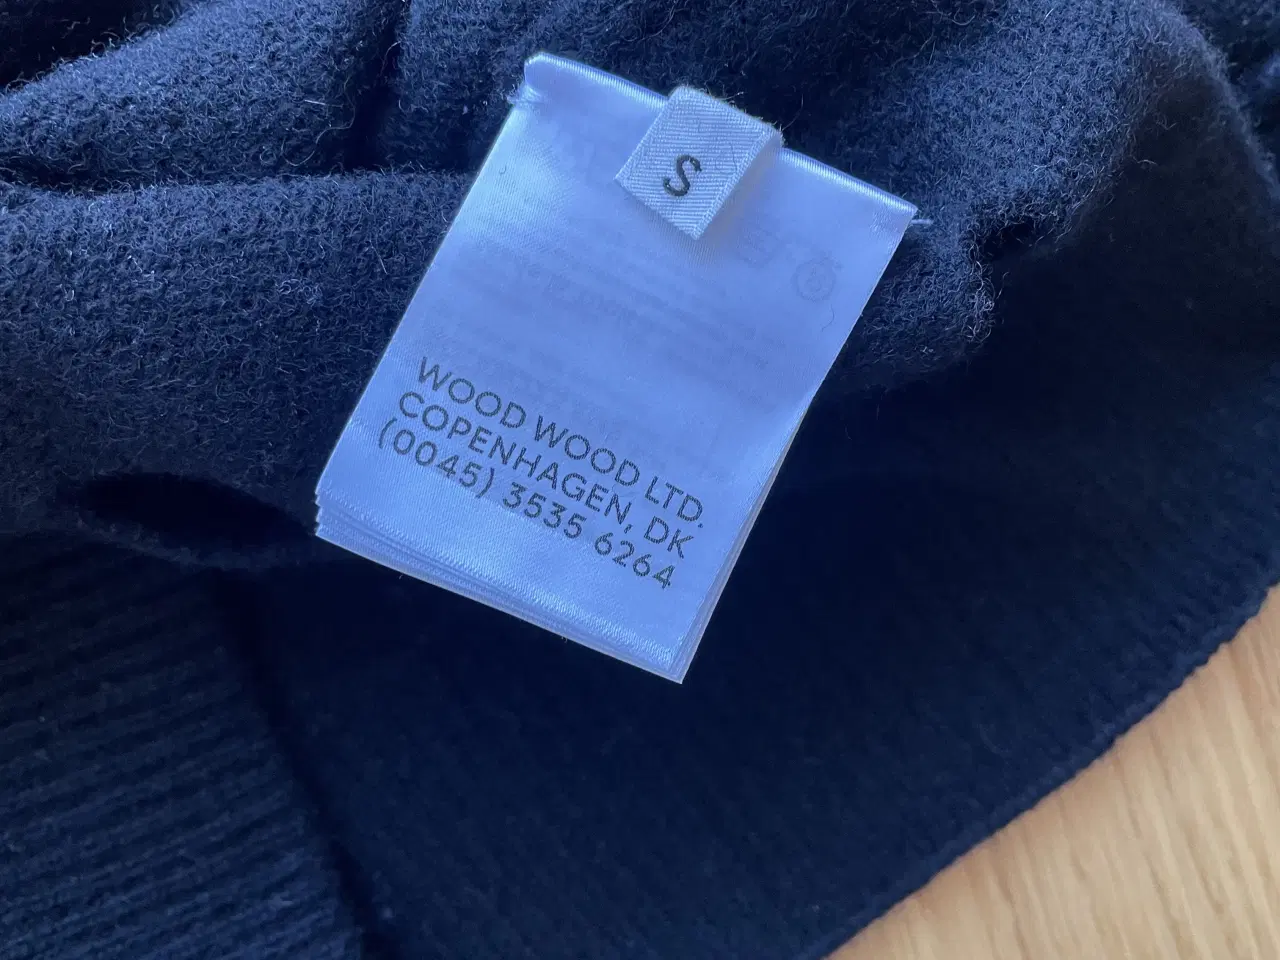 S
WOOD WOOD LTD.
COPENHAGEN, DK
(0045) 3535 6264